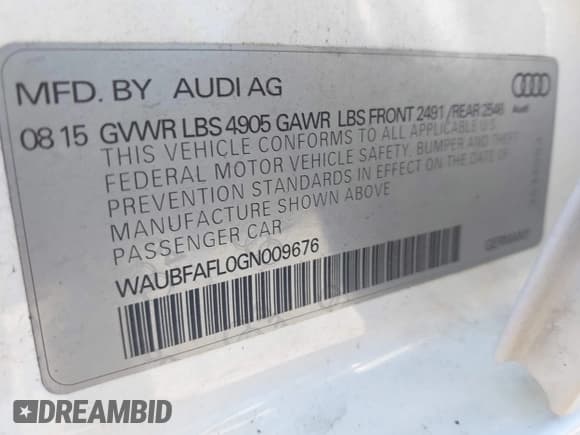 MFD. BY AUDI AG
08 15 GVWR LBS 4905 GAWR LBS FRONT 2491 /REAR 2546
Audi
THIS VEHICLE CONFORMS TO ALL APPLICABLE U.S.
FEDERAL MOTOR VEHICLE SAFETY, BUMPER AND THEFT
PREVENTION STANDARDS IN EFFECT ON THE DATE OF
MANUFACTURE SHOWN ABOVE
PASSENGER CAR
GERMANY
WAUBFAFL0GN009676
DREAMBID